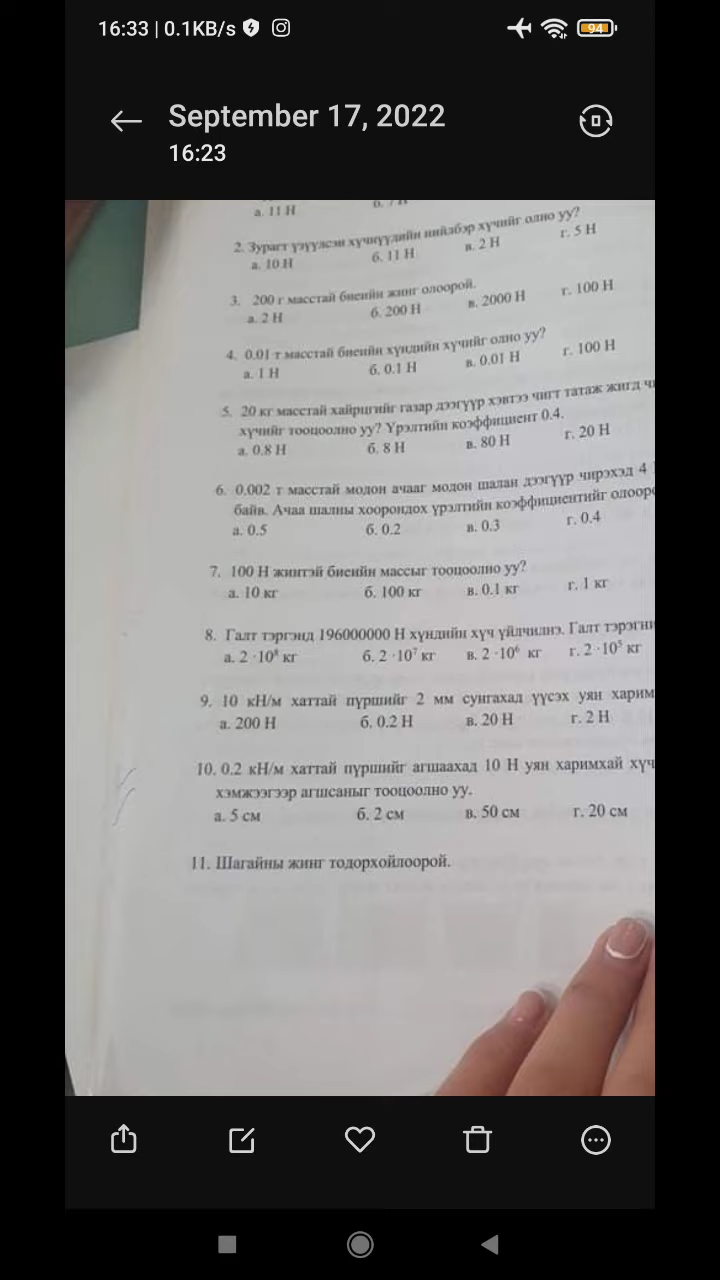 16:33 | 0.1KB/s
94
September 17, 2022
16:23
а. 11 Н
2. Зурагт үзүүлсэн хүчнүүдийн нийлбэр хүчийг олно уу?
а. 10 Н б. 11 Н в. 2 Н г. 5 Н
3. 200 г масстай биеийн жинг олоорой.
а. 2 Н б. 200 Н в. 2000 Н г. 100 Н
4. 0.01 т масстай биеийн хүндийн хүчийг олно уу?
а. 1 Н б. 0.1 Н в. 0.01 Н г. 100 Н
5. 20 кг масстай хайрцгийг газар дээгүүр хэвтээ чигт татаж жигд
хүчийг тооцоолно уу? Үрэлтийн коэффициент 0.4.
а. 0.8 Н б. 8 Н в. 80 Н г. 20 Н
6. 0.002 т масстай модон ачааг модон шалан дээгүүр чирэхэд 4
байв. Ачаа шалны хоорондох үрэлтийн коэффициентийг
а. 0.5 б. 0.2 в. 0.3 г. 0.4
7. 100 Н жинтэй биеийн массыг тооцоолно уу?
а. 10 кг б. 100 кг в. 0.1 кг г. 1 кг
8. Галт тэргэнд 196000000 Н хүндийн хүч үйлчилнэ. Галт
а. 2 ·10⁸ кг б. 2 ·10⁷ кг в. 2 ·10⁶ кг г. 2 ·10⁵ кг
9. 10 кН/м хаттай пүршийг 2 мм сунгахад үүсэх уян харим
а. 200 Н б. 0.2 Н в. 20 Н г. 2 Н
10. 0.2 кН/м хаттай пүршийг агшаахад 10 Н уян харимхай хүч
хэмжээгээр агшсаныг тооцоолно уу.
а. 5 см б. 2 см в. 50 см г. 20 см
11. Шагайны жинг тодорхойлоорой.